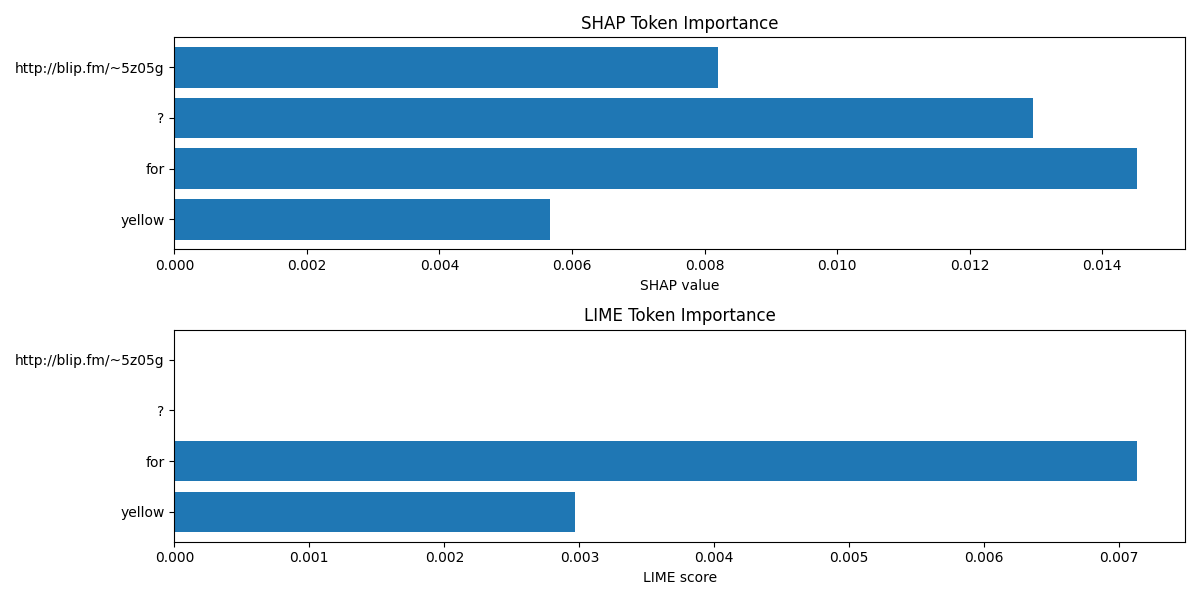 SHAP Token Importance
http://blip.fm/~5z05g
?
for
yellow
0.000 0.002 0.004 0.006 0.008 0.010 0.012 0.014
SHAP value
LIME Token Importance
http://blip.fm/~5z05g
?
for
yellow
0.000 0.001 0.002 0.003 0.004 0.005 0.006 0.007
LIME score